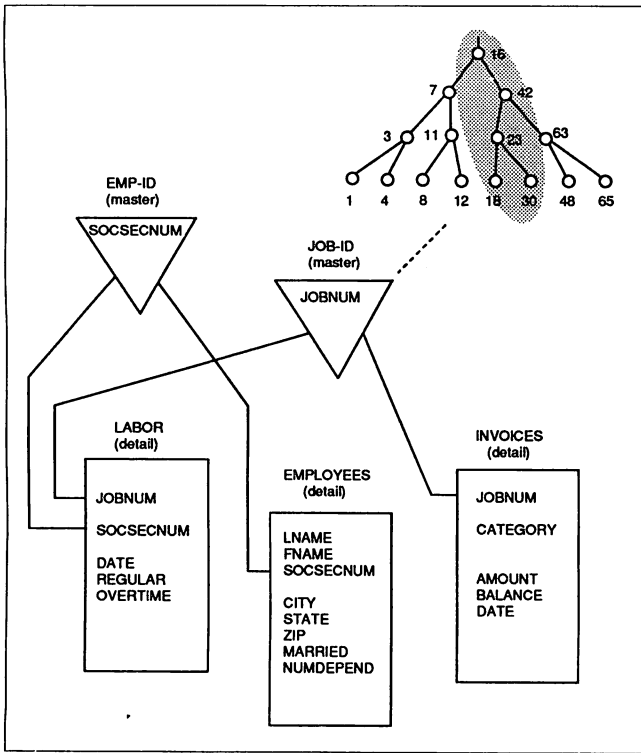 16
7 42
3 11 23 63
1 4 8 12 18 30 48 65
EMP-ID
(master)
SOCSECNUM
JOB-ID
(master)
JOBNUM
LABOR
(detail)
JOBNUM
SOCSECNUM
DATE
REGULAR
OVERTIME
EMPLOYEES
(detail)
LNAME
FNAME
SOCSECNUM
CITY
STATE
ZIP
MARRIED
NUMDEPEND
INVOICES
(detail)
JOBNUM
CATEGORY
AMOUNT
BALANCE
DATE